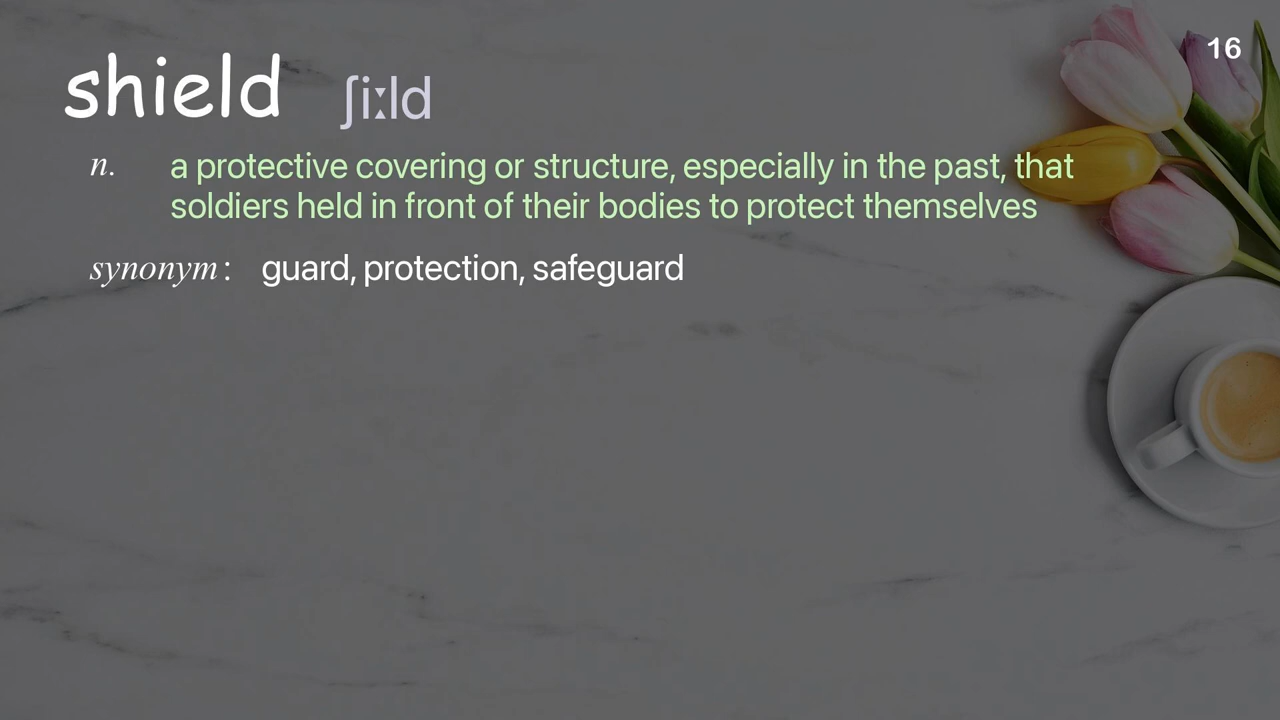 16
shield ʃiːld
n. a protective covering or structure, especially in the past, that
soldiers held in front of their bodies to protect themselves
synonym: guard, protection, safeguard